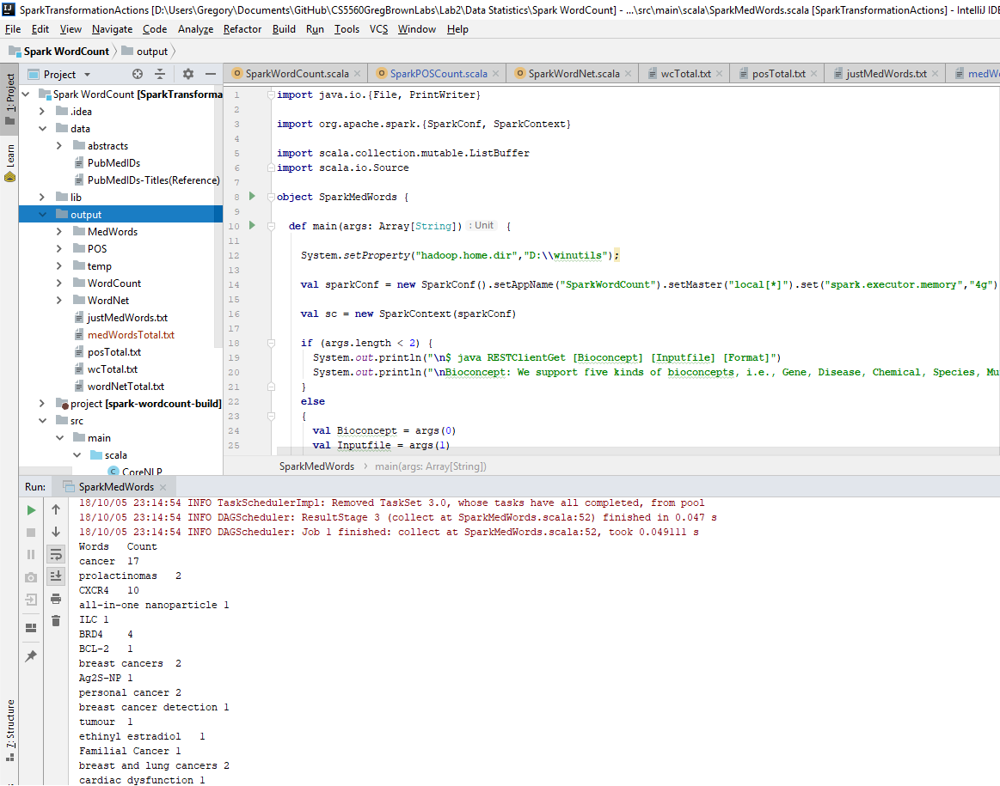 SparkTransformationActions [D:\Users\Gregory\Documents\GitHub\CS5560GregBrownLabs\Lab2\Data Statistics\Spark WordCount] - ...\src\main\scala\SparkMedWords.scala [SparkTransformationActions] - IntelliJ IDE
File Edit View Navigate Code Analyze Refactor Build Run Tools VCS Window Help
Spark WordCount output
Project
SparkWordCount.scala SparkPOSCount.scala SparkWordNet.scala wcTotal.txt posTotal.txt justMedWords.txt medWo
1: Project
Learn
7: Structure
Spark WordCount [SparkTransforma
.idea
data
abstracts
PubMedIDs
PubMedIDs-Titles(Reference)
lib
output
MedWords
POS
temp
WordCount
WordNet
justMedWords.txt
medWordsTotal.txt
posTotal.txt
wcTotal.txt
wordNetTotal.txt
project [spark-wordcount-build]
src
main
scala
CoreNLP
1 import java.io.{File, PrintWriter}
2
3 import org.apache.spark.{SparkConf, SparkContext}
4
5 import scala.collection.mutable.ListBuffer
6 import scala.io.Source
7
8 object SparkMedWords {
9
10 def main(args: Array[String]) : Unit {
11
12 System.setProperty("hadoop.home.dir","D:\\winutils");
13
14 val sparkConf = new SparkConf().setAppName("SparkWordCount").setMaster("local[*]").set("spark.executor.memory","4g")
15
16 val sc = new SparkContext(sparkConf)
17
18 if (args.length < 2) {
19 System.out.println("\n$ java RESTClientGet [Bioconcept] [Inputfile] [Format]")
20 System.out.println("\nBioconcept: We support five kinds of bioconcepts, i.e., Gene, Disease, Chemical, Species, Mu
21 }
22 else
23 {
24 val Bioconcept = args(0)
25 val Inputfile = args(1)
SparkMedWords main(args: Array[String])
Run: SparkMedWords
18/10/05 23:14:54 INFO TaskSchedulerImpl: Removed TaskSet 3.0, whose tasks have all completed, from pool
18/10/05 23:14:54 INFO DAGScheduler: ResultStage 3 (collect at SparkMedWords.scala:52) finished in 0.047 s
18/10/05 23:14:54 INFO DAGScheduler: Job 1 finished: collect at SparkMedWords.scala:52, took 0.049111 s
Words Count
cancer 17
prolactinomas 2
CXCR4 10
all-in-one nanoparticle 1
ILC 1
BRD4 4
BCL-2 1
breast cancers 2
Ag2S-NP 1
personal cancer 2
breast cancer detection 1
tumour 1
ethinyl estradiol 1
Familial Cancer 1
breast and lung cancers 2
cardiac dysfunction 1